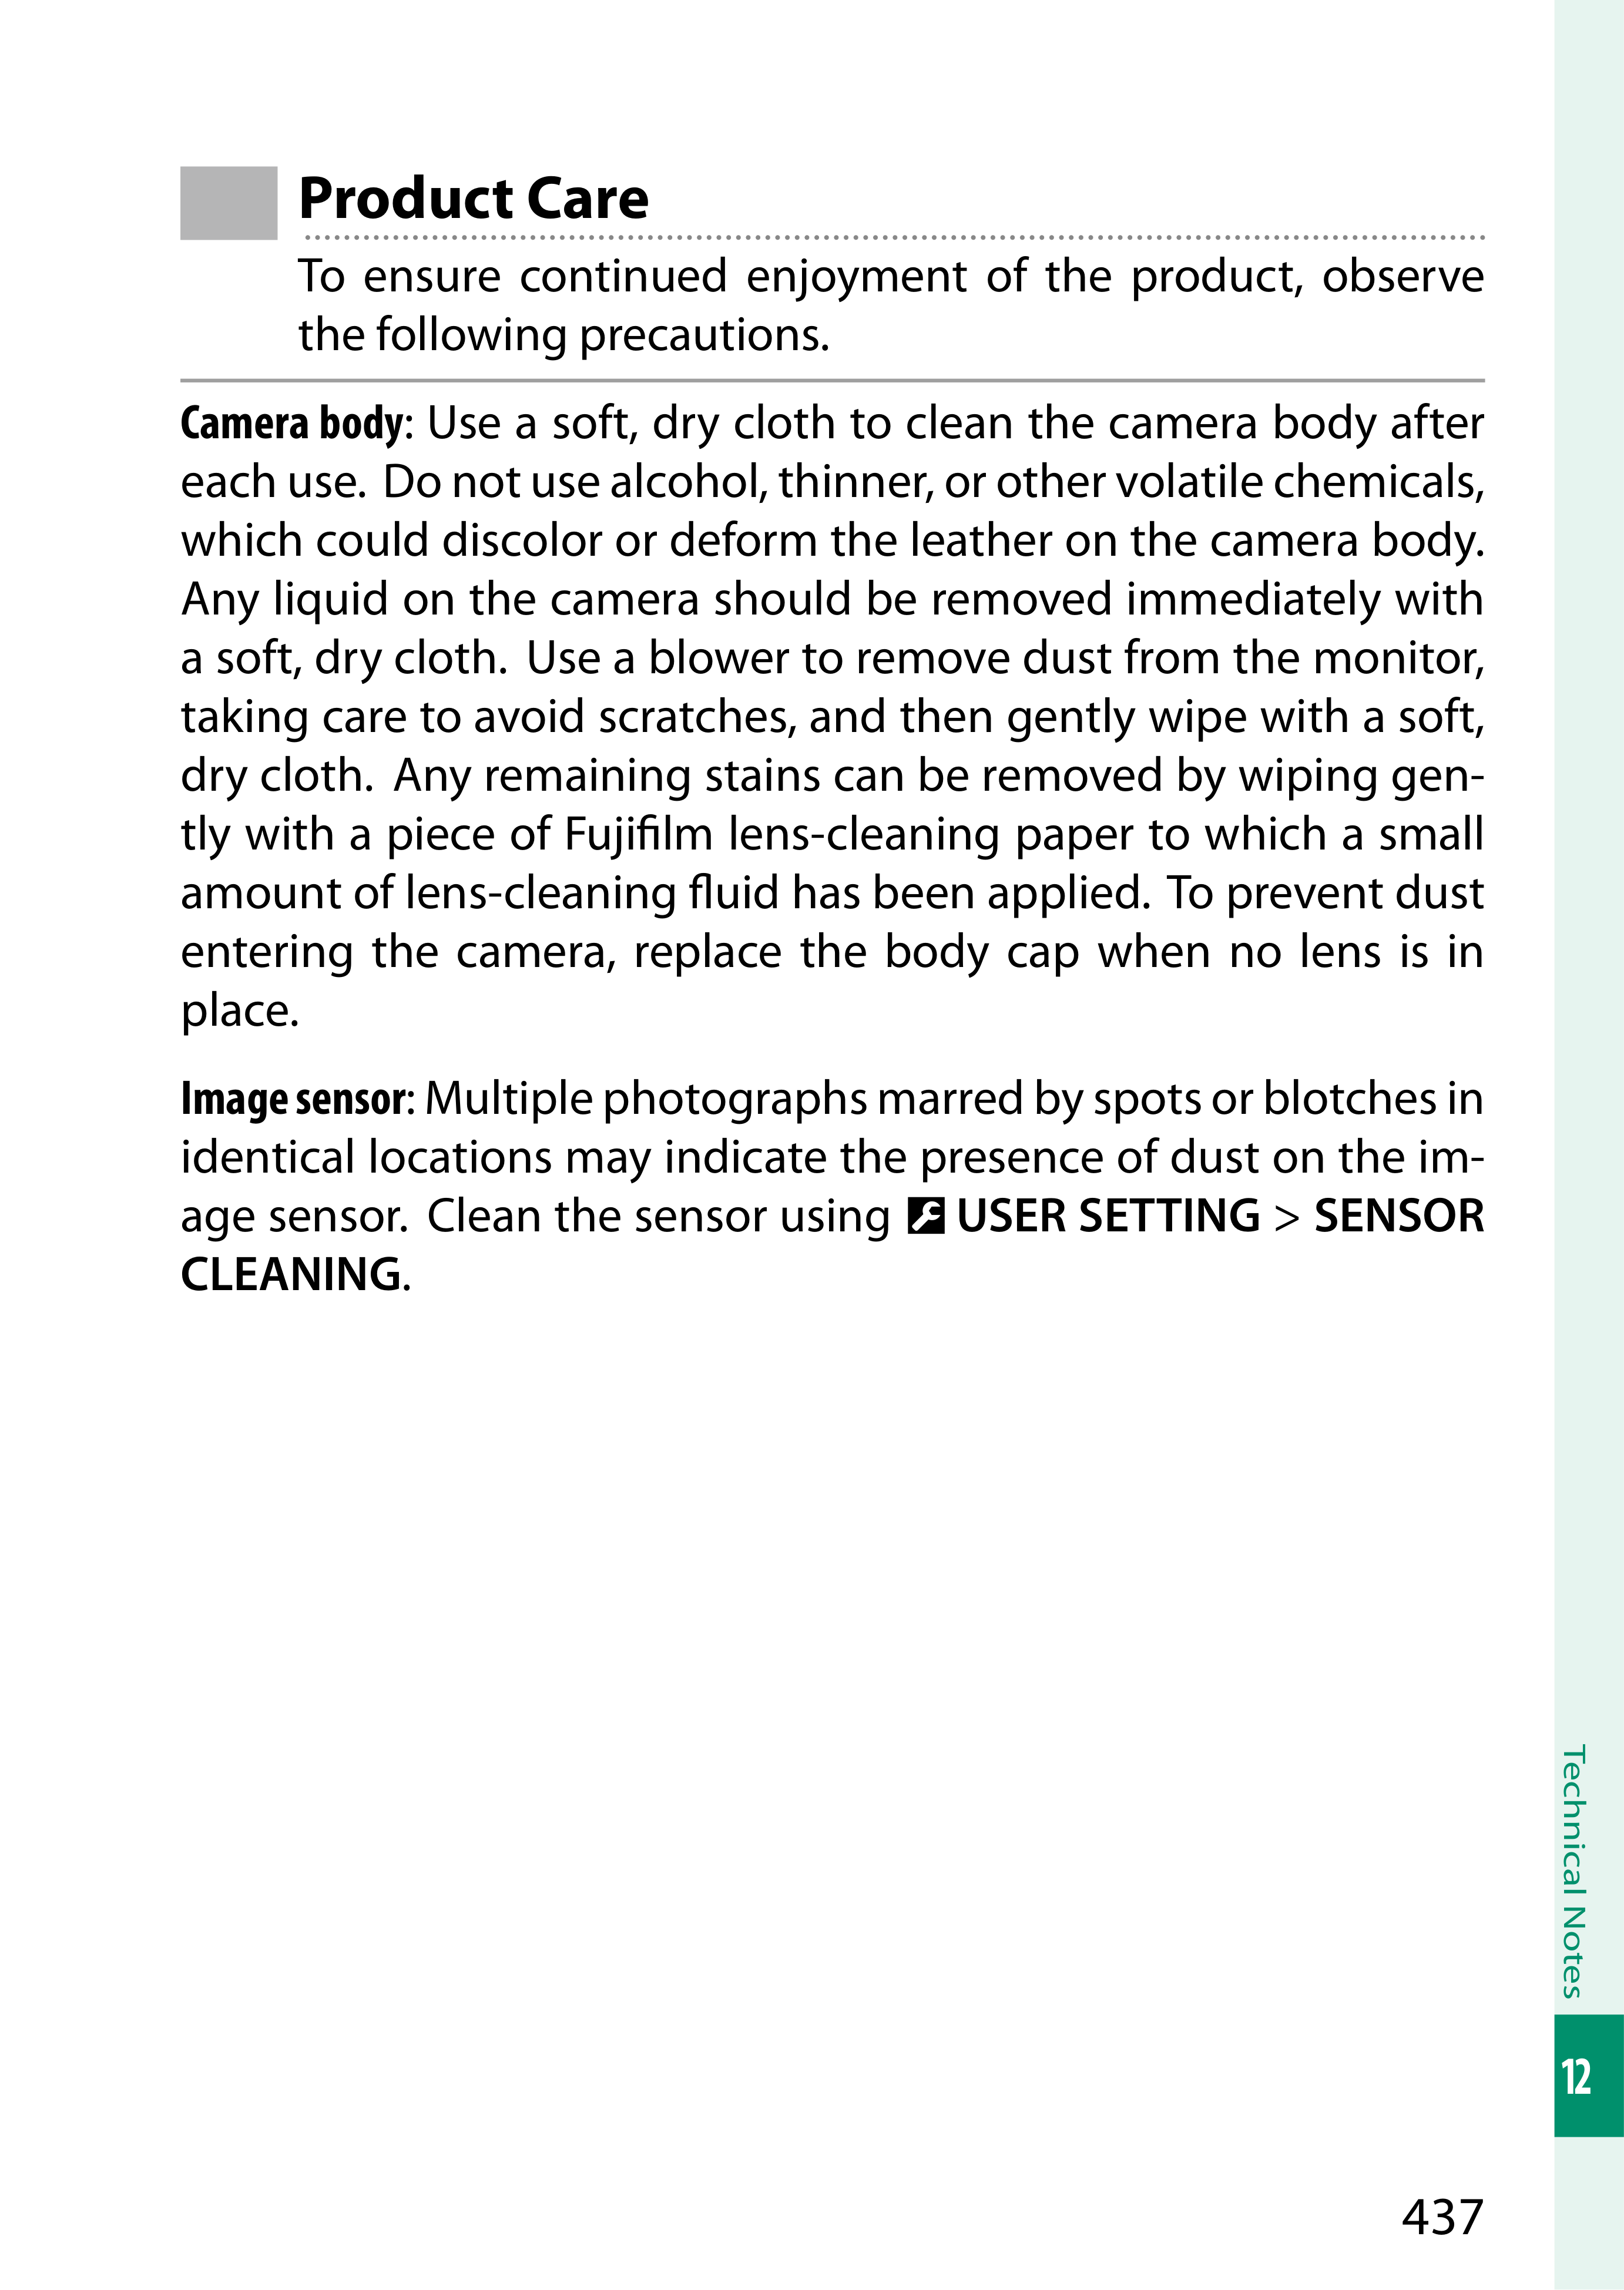 Product Care
To ensure continued enjoyment of the product, observe
the following precautions.
Camera body: Use a soft, dry cloth to clean the camera body after
each use. Do not use alcohol, thinner, or other volatile chemicals,
which could discolor or deform the leather on the camera body.
Any liquid on the camera should be removed immediately with
a soft, dry cloth. Use a blower to remove dust from the monitor,
taking care to avoid scratches, and then gently wipe with a soft,
dry cloth. Any remaining stains can be removed by wiping gen-
tly with a piece of Fujifilm lens-cleaning paper to which a small
amount of lens-cleaning fluid has been applied. To prevent dust
entering the camera, replace the body cap when no lens is in
place.
Image sensor: Multiple photographs marred by spots or blotches in
identical locations may indicate the presence of dust on the im-
age sensor. Clean the sensor using USER SETTING > SENSOR
CLEANING.
Technical Notes
12
437